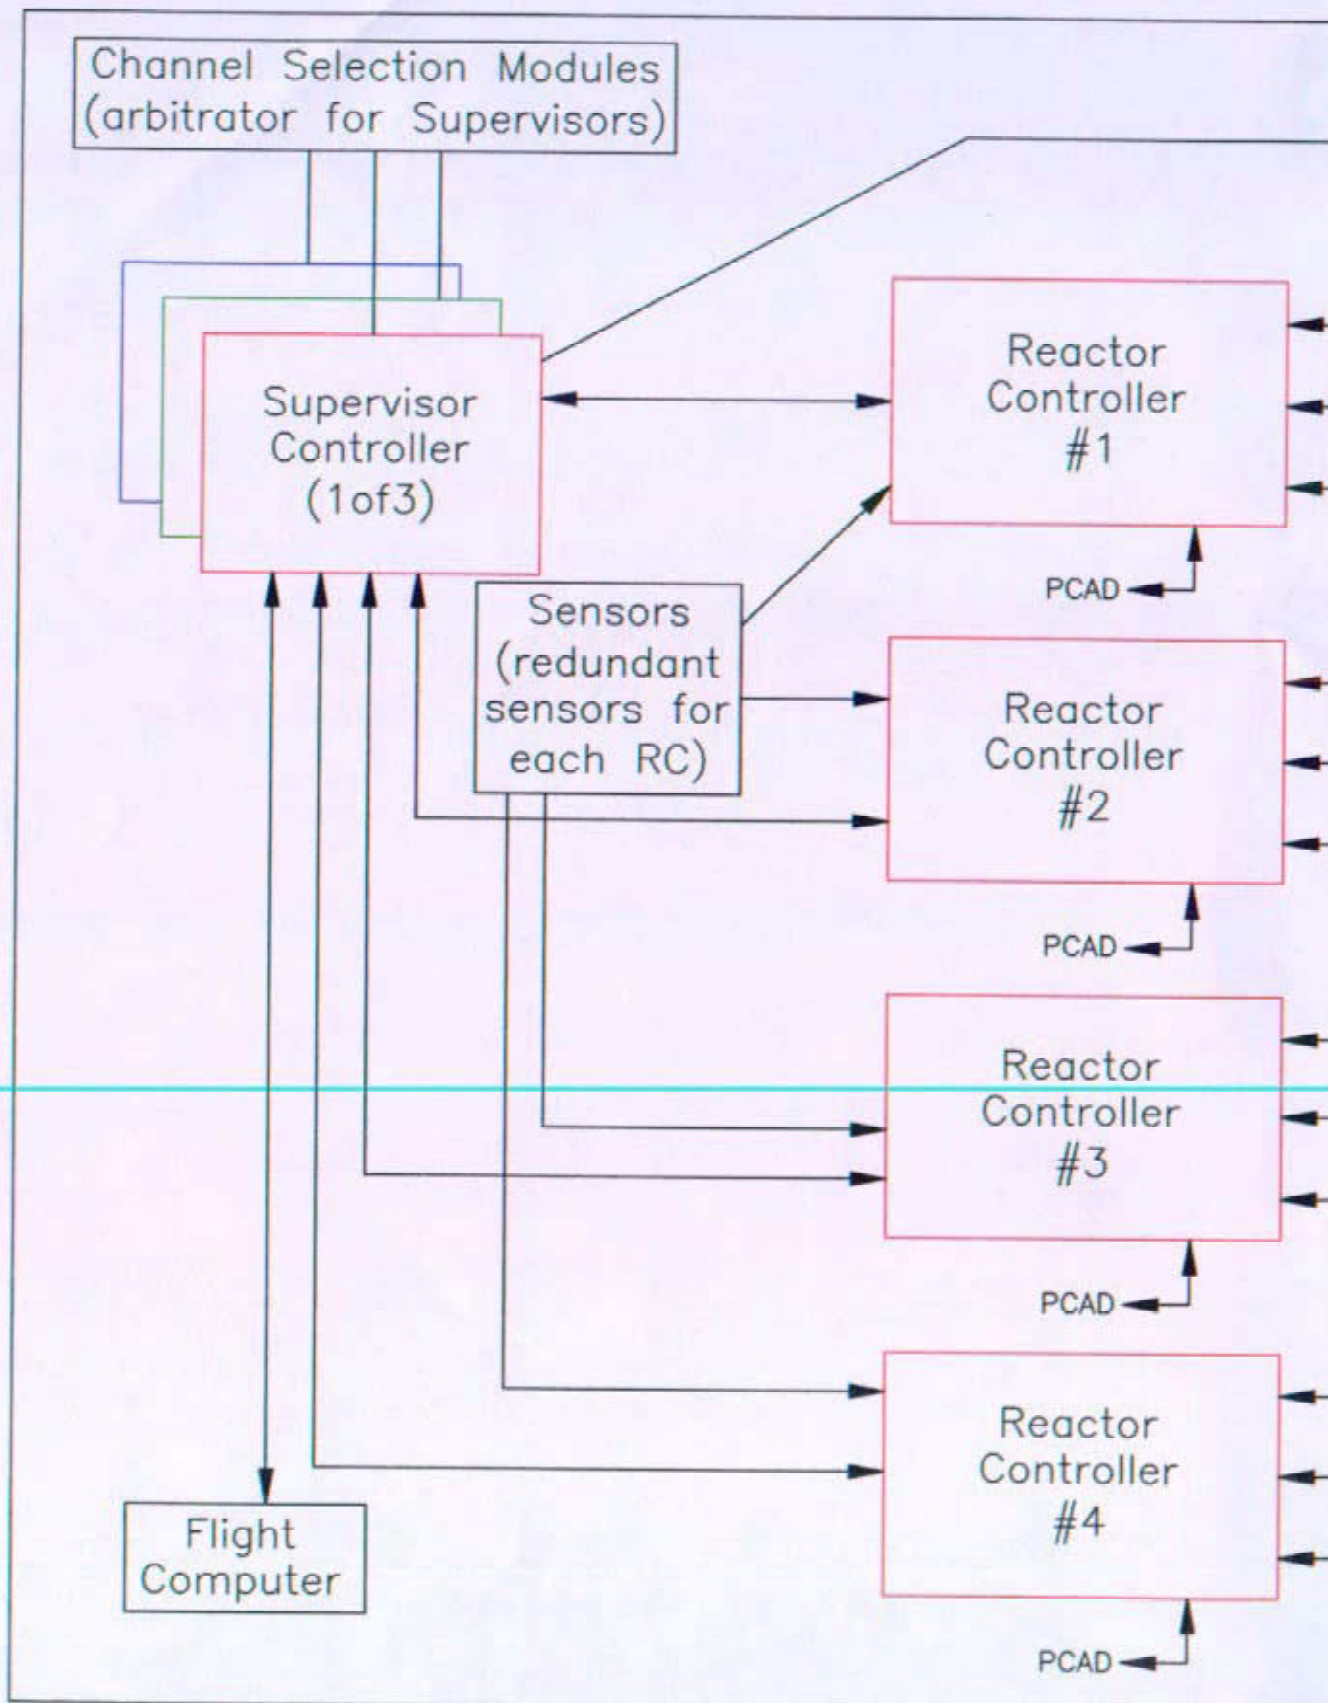 Channel Selection Modules
(arbitrator for Supervisors)
Supervisor
Controller
(1of3)
Reactor
Controller
#1
PCAD
Sensors
(redundant
sensors for
each RC)
Reactor
Controller
#2
PCAD
Reactor
Controller
#3
PCAD
Reactor
Controller
#4
PCAD
Flight
Computer